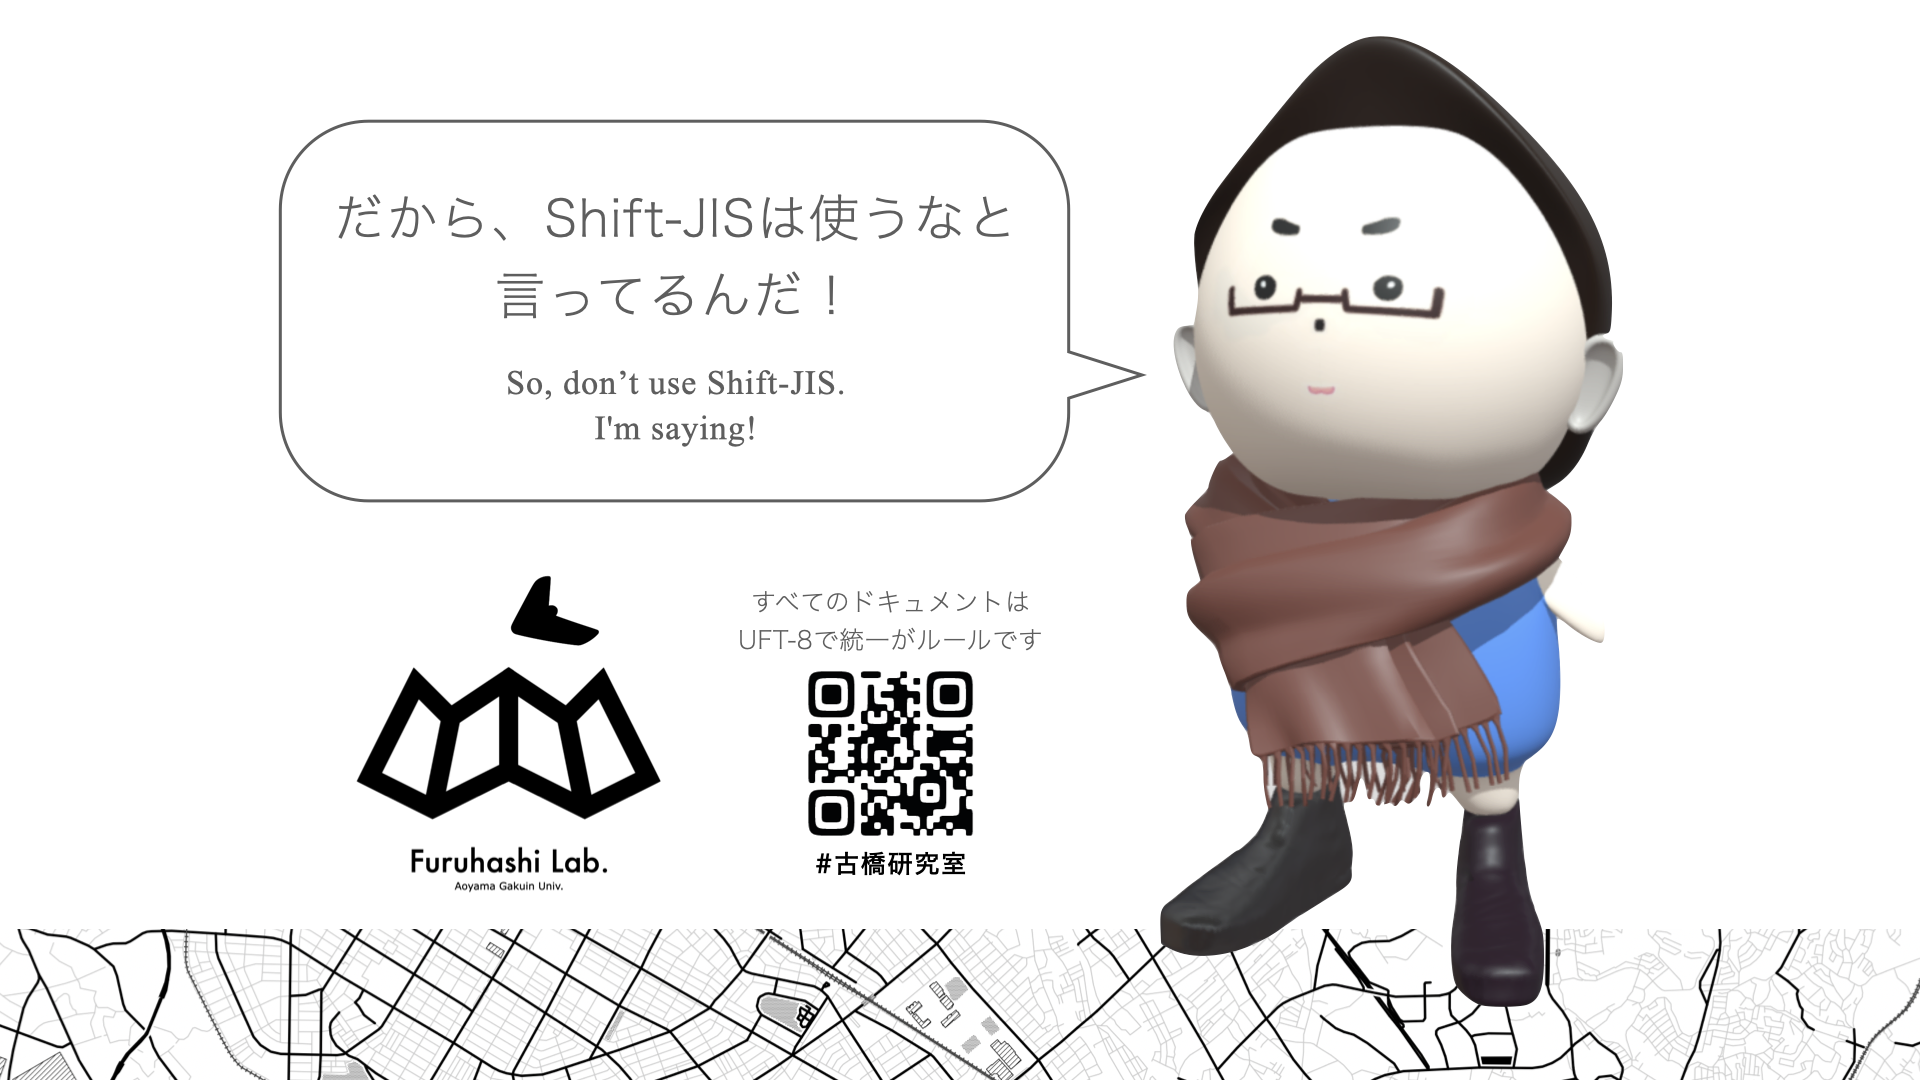 だから、Shift-JISは使うなと
言ってるんだ！
So, don’t use Shift-JIS.
I'm saying!
すべてのドキュメントは
UFT-8で統一がルールです
#古橋研究室
Furuhashi Lab.
Aoyama Gakuin Univ.